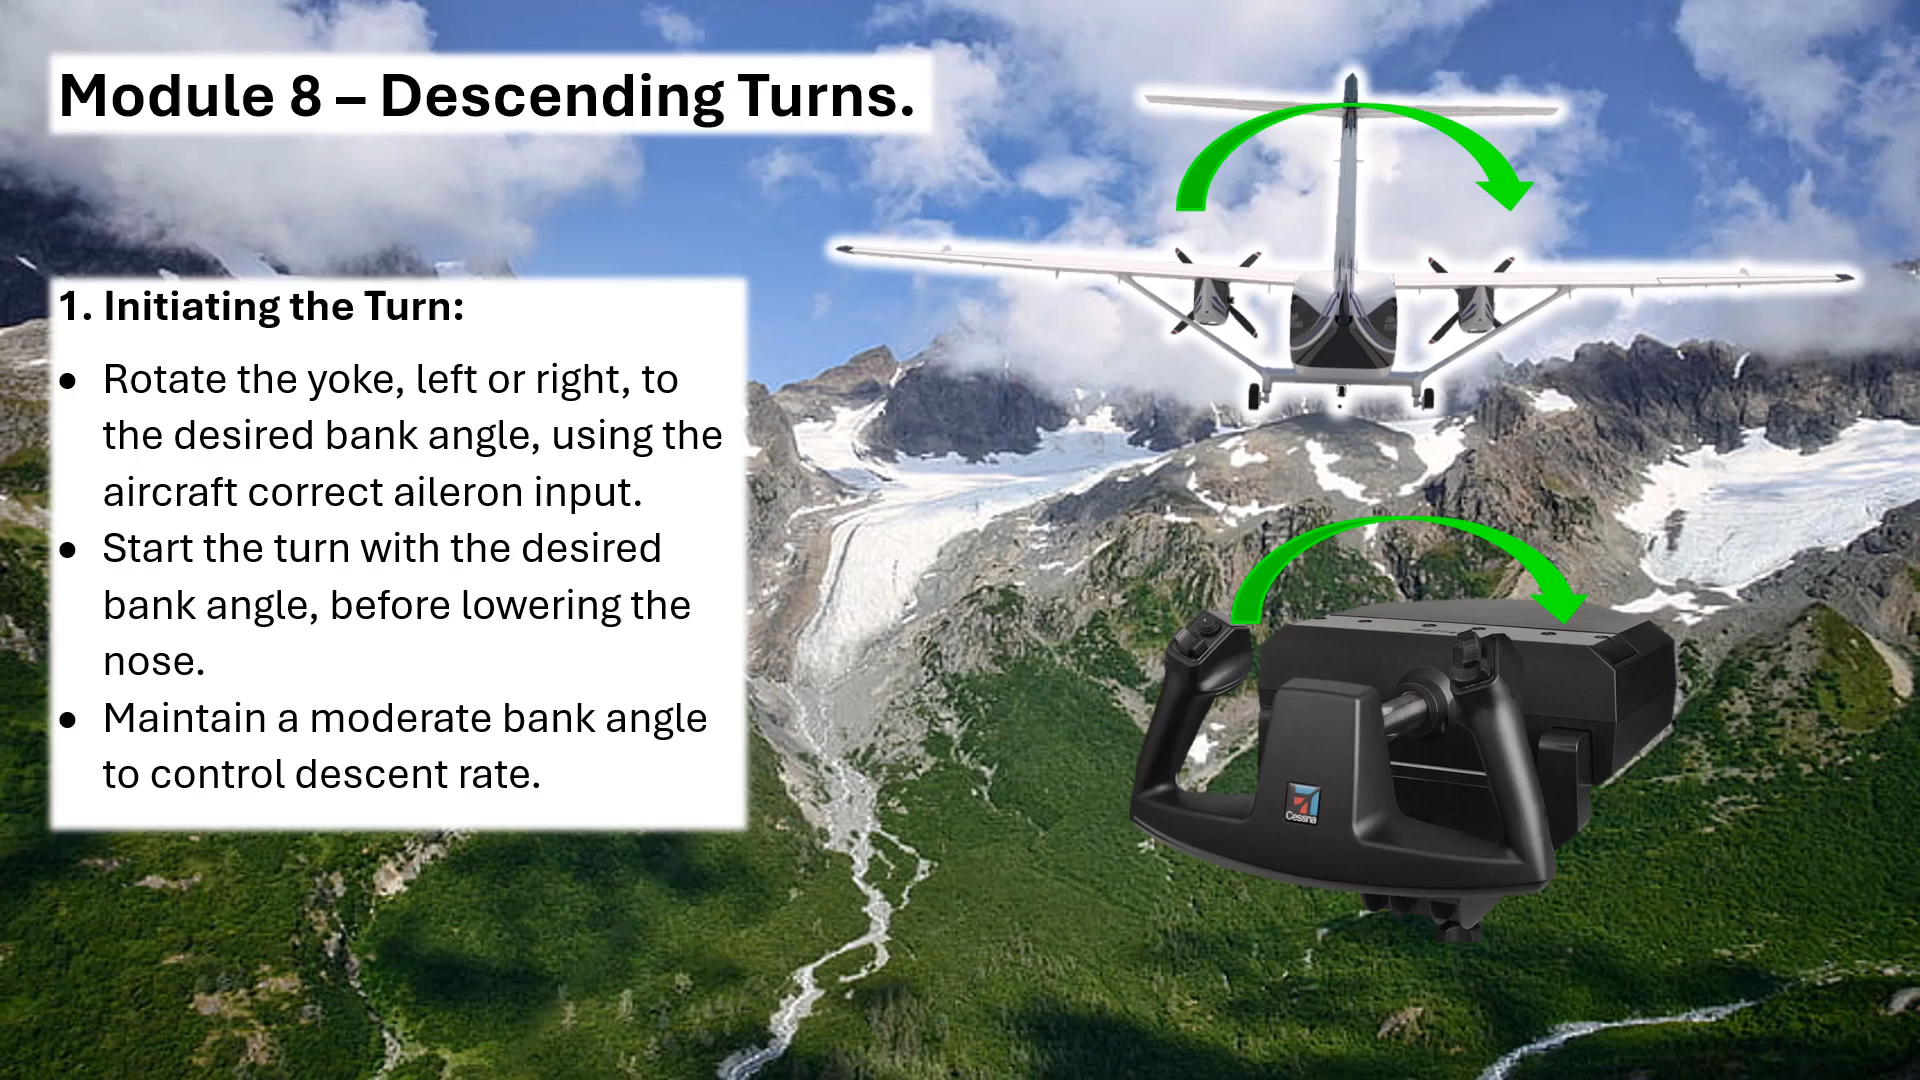 Module 8 – Descending Turns.
1. Initiating the Turn:
● Rotate the yoke, left or right, to
the desired bank angle, using the
aircraft correct aileron input.
● Start the turn with the desired
bank angle, before lowering the
nose.
● Maintain a moderate bank angle
to control descent rate.
Cessna